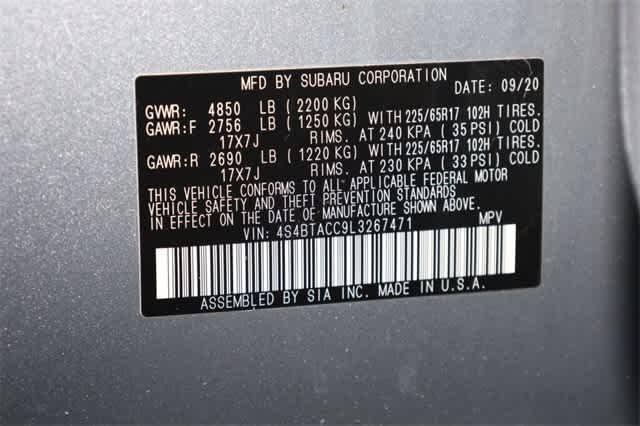 MFD BY SUBARU CORPORATION DATE: 09/20
GVWR: 4850 LB (2200 KG)
GAWR:F 2756 LB (1250 KG) WITH 225/65R17 102H TIRES.
17X7J RIMS. AT 240 KPA (35 PSI) COLD
GAWR:R 2690 LB (1220 KG) WITH 225/65R17 102H TIRES.
17X7J RIMS. AT 230 KPA (33 PSI) COLD
THIS VEHICLE CONFORMS TO ALL APPLICABLE FEDERAL MOTOR
VEHICLE SAFETY AND THEFT PREVENTION STANDARDS
IN EFFECT ON THE DATE OF MANUFACTURE SHOWN ABOVE.
VIN: 4S4BTACC9L3267471 MPV
ASSEMBLED BY SIA INC. MADE IN U.S.A.